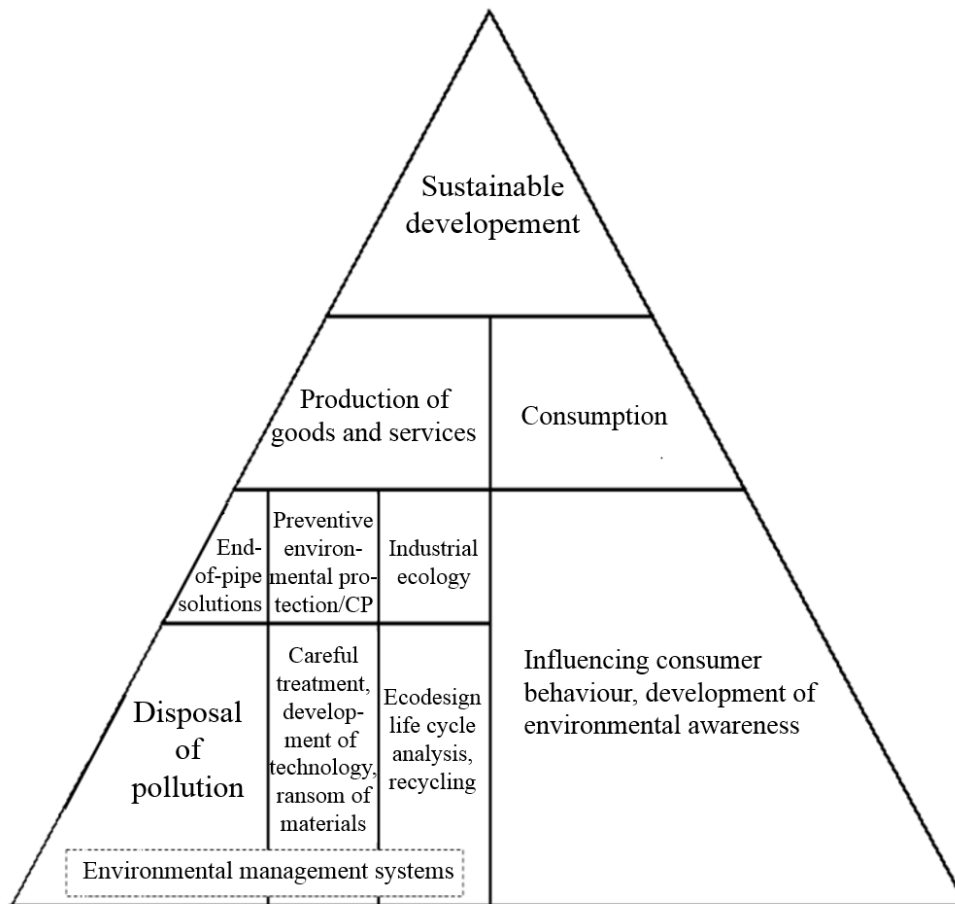 Sustainable
developement
Production of
goods and services
Consumption
End-
of-pipe
solutions
Preventive
environ-
mental pro-
tection/CP
Industrial
ecology
Disposal
of
pollution
Careful
treatment,
develop-
ment of
technology,
ransom of
materials
Ecodesign
life cycle
analysis,
recycling
Influencing consumer
behaviour, development of
environmental awareness
Environmental management systems